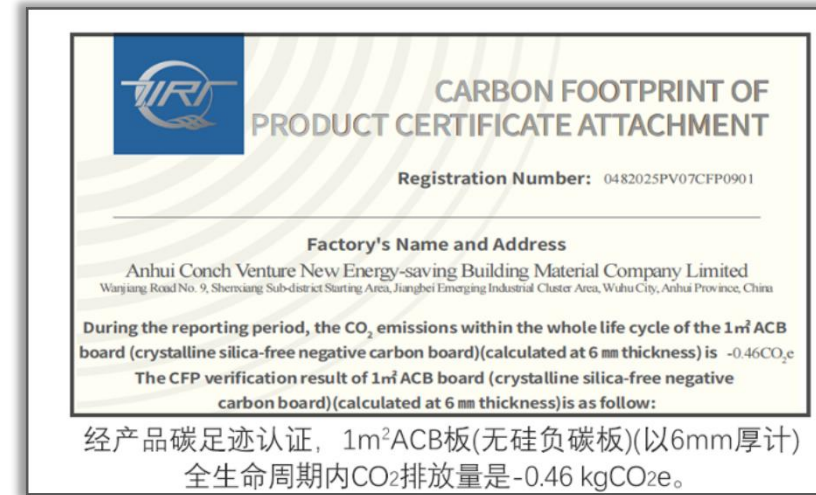 CARBON FOOTPRINT OF
PRODUCT CERTIFICATE ATTACHMENT
Registration Number: 0482025PV07CFP0901
Factory's Name and Address
Anhui Conch Venture New Energy-saving Building Material Company Limited
Wanjiang Road No. 9, Shenxiang Sub-district Starting Area, Jiangbei Emerging Industrial Cluster Area, Wuhu City, Anhui Province, China
During the reporting period, the CO₂ emissions within the whole life cycle of the 1㎡ ACB
board (crystalline silica-free negative carbon board)(calculated at 6 ㎜ thickness) is -0.46CO₂e
The CFP verification result of 1㎡ ACB board (crystalline silica-free negative
carbon board)(calculated at 6 ㎜ thickness)is as follow:
经产品碳足迹认证，1m²ACB板(无硅负碳板)(以6mm厚计)
全生命周期内CO2排放量是-0.46 kgCO2e。